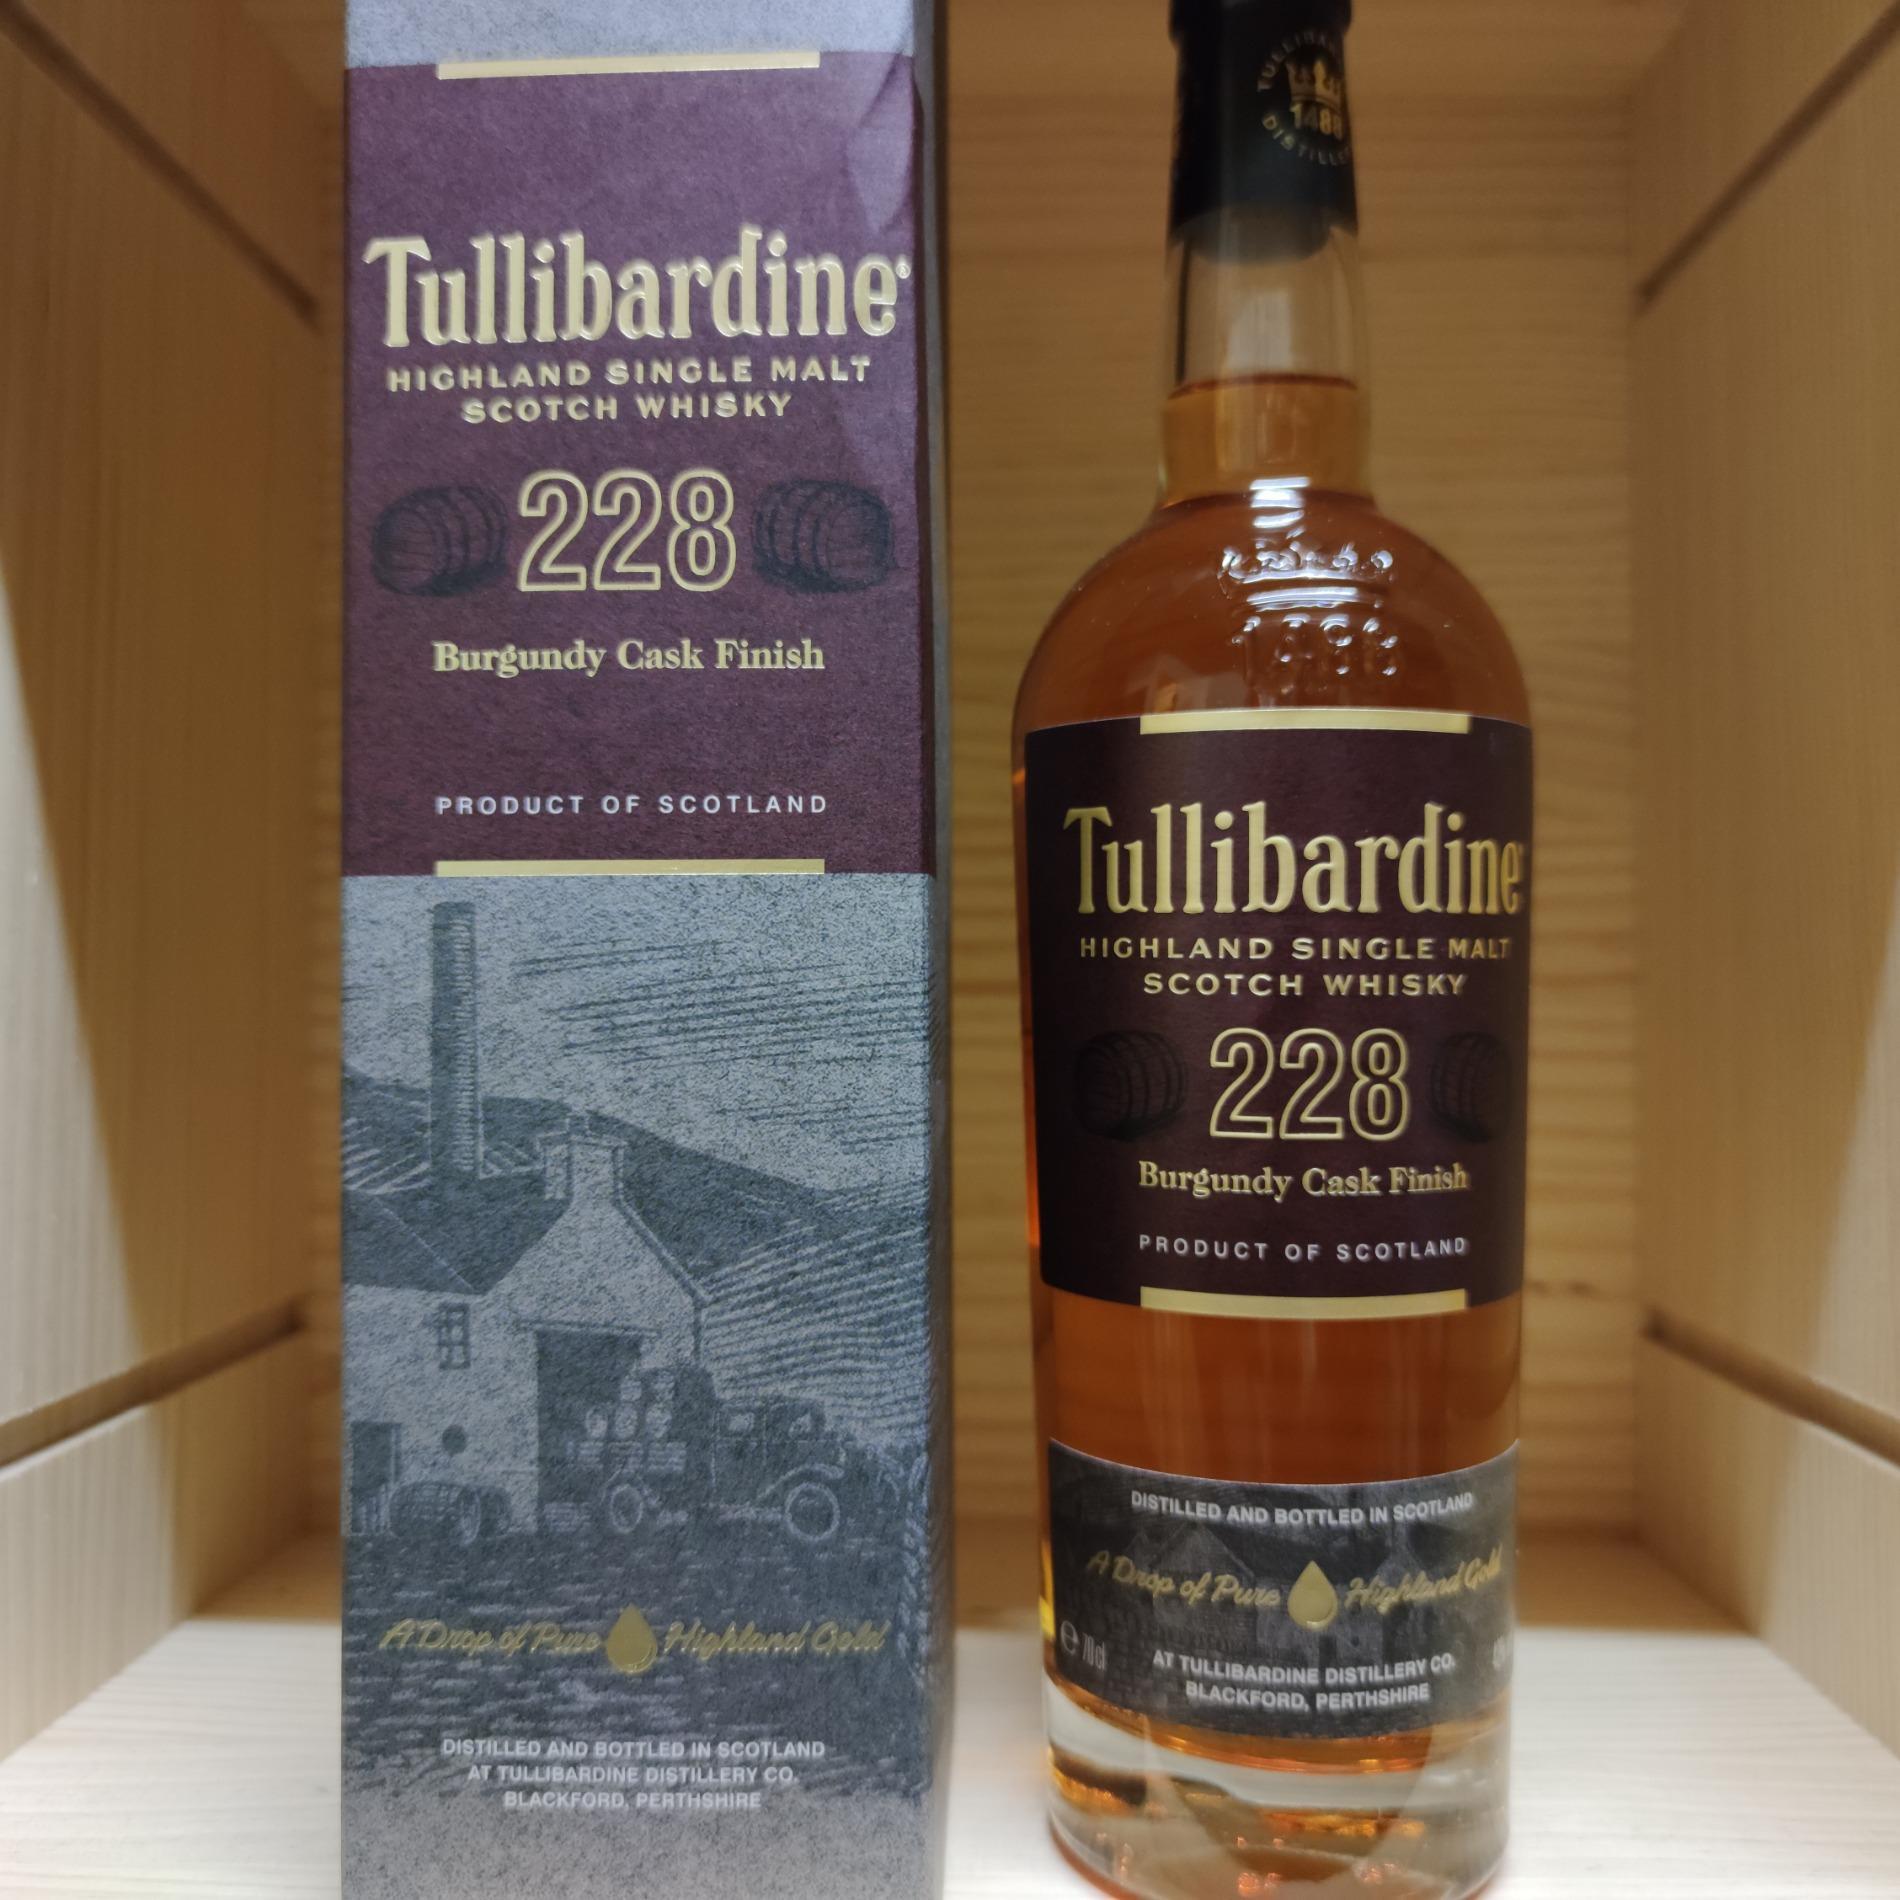 Tullibardine®
HIGHLAND SINGLE MALT
SCOTCH WHISKY
228
Burgundy Cask Finish
PRODUCT OF SCOTLAND
A Drop of Pure Highland Gold
DISTILLED AND BOTTLED IN SCOTLAND
AT TULLIBARDINE DISTILLERY CO.
BLACKFORD, PERTHSHIRE
1488
1488
Tullibardine
HIGHLAND SINGLE MALT
SCOTCH WHISKY
228
Burgundy Cask Finish
PRODUCT OF SCOTLAND
DISTILLED AND BOTTLED IN SCOTLAND
A Drop of Pure Highland Gold
℮ 70cl
AT TULLIBARDINE DISTILLERY CO.
BLACKFORD, PERTHSHIRE